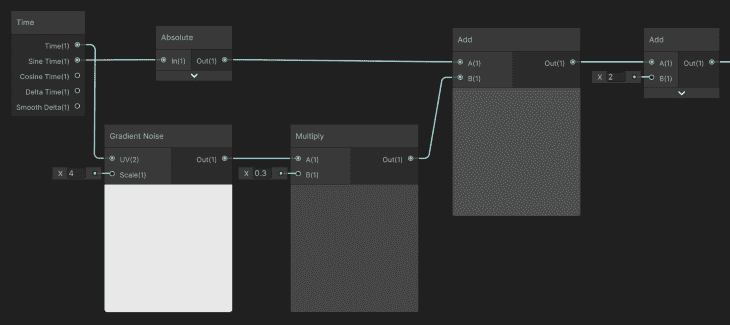 Time
Time(1)
Sine Time(1)
Cosine Time(1)
Delta Time(1)
Smooth Delta(1)
Absolute
In(1)
Out(1)
Gradient Noise
UV(2)
Out(1)
X 4
Scale(1)
Multiply
A(1)
Out(1)
X 0.3
B(1)
Add
A(1)
Out(1)
B(1)
Add
A(1)
Out(1)
X 2
B(1)